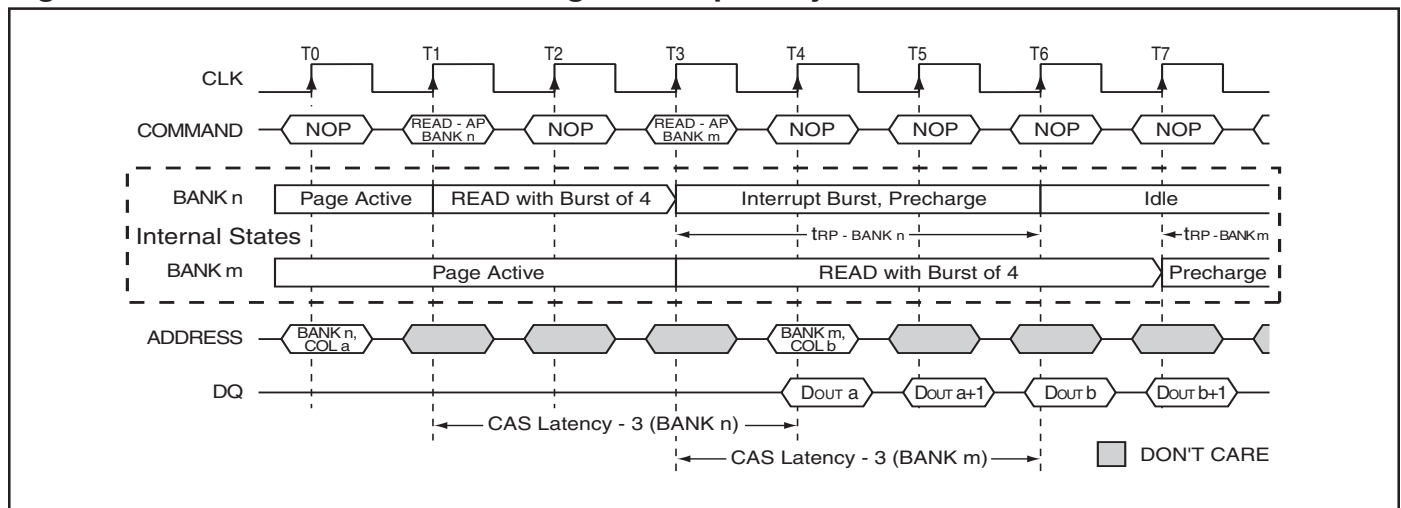 T0 T1 T2 T3 T4 T5 T6 T7
CLK
COMMAND NOP READ - AP BANK n NOP READ - AP BANK m NOP NOP NOP NOP
BANK n Page Active READ with Burst of 4 Interrupt Burst, Precharge Idle
Internal States tRP - BANK n tRP - BANK m
BANK m Page Active READ with Burst of 4 Precharge
ADDRESS BANK n, COL a BANK m, COL b
DQ DOUT a DOUT a+1 DOUT b DOUT b+1
CAS Latency - 3 (BANK n)
CAS Latency - 3 (BANK m) DON'T CARE